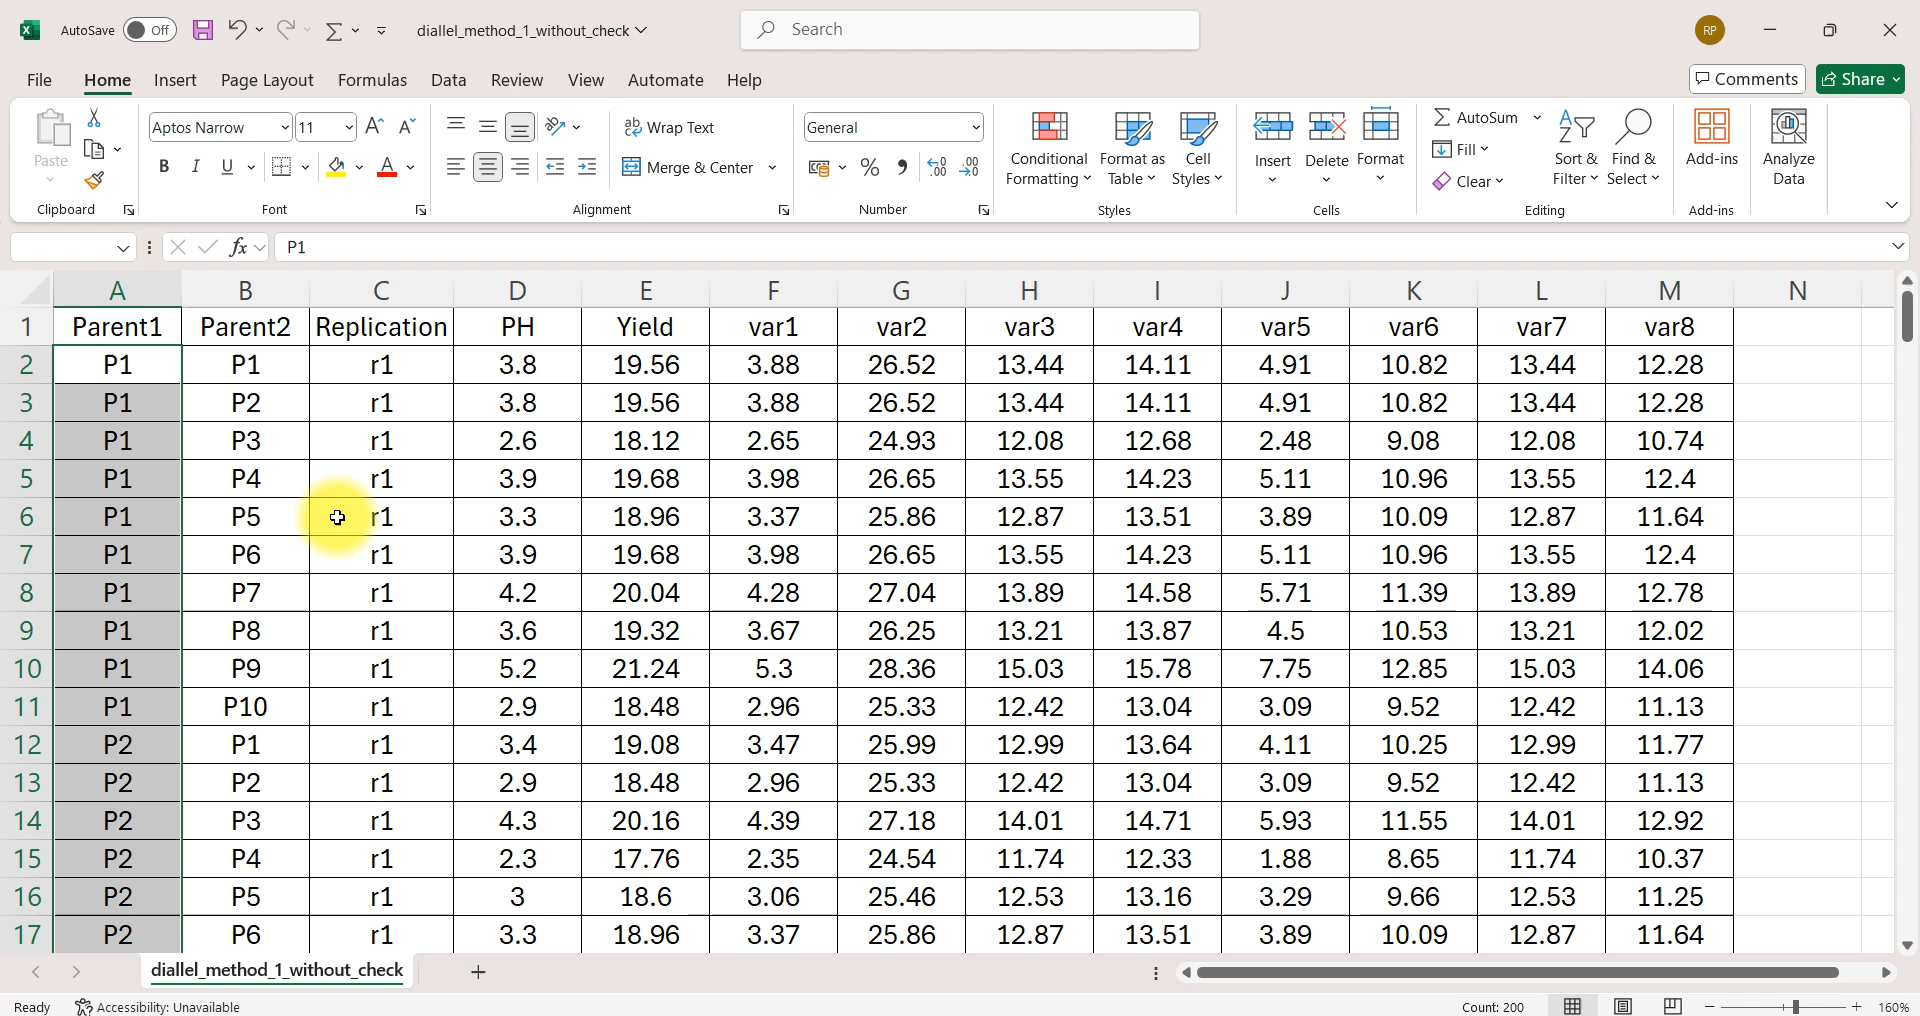 AutoSave Off diallel_method_1_without_check Search RP
File Home Insert Page Layout Formulas Data Review View Automate Help Comments Share
Paste Aptos Narrow 11 Wrap Text General Conditional Formatting Format as Table Cell Styles Insert Delete Format AutoSum Sort & Filter Find & Select Add-ins Analyze Data
B I U A Merge & Center % Fill
Clear
Clipboard Font Alignment Number Styles Cells Editing Add-ins
fx P1
A B C D E F G H I J K L M N
1 Parent1 Parent2 Replication PH Yield var1 var2 var3 var4 var5 var6 var7 var8
2 P1 P1 r1 3.8 19.56 3.88 26.52 13.44 14.11 4.91 10.82 13.44 12.28
3 P1 P2 r1 3.8 19.56 3.88 26.52 13.44 14.11 4.91 10.82 13.44 12.28
4 P1 P3 r1 2.6 18.12 2.65 24.93 12.08 12.68 2.48 9.08 12.08 10.74
5 P1 P4 r1 3.9 19.68 3.98 26.65 13.55 14.23 5.11 10.96 13.55 12.4
6 P1 P5 r1 3.3 18.96 3.37 25.86 12.87 13.51 3.89 10.09 12.87 11.64
7 P1 P6 r1 3.9 19.68 3.98 26.65 13.55 14.23 5.11 10.96 13.55 12.4
8 P1 P7 r1 4.2 20.04 4.28 27.04 13.89 14.58 5.71 11.39 13.89 12.78
9 P1 P8 r1 3.6 19.32 3.67 26.25 13.21 13.87 4.5 10.53 13.21 12.02
10 P1 P9 r1 5.2 21.24 5.3 28.36 15.03 15.78 7.75 12.85 15.03 14.06
11 P1 P10 r1 2.9 18.48 2.96 25.33 12.42 13.04 3.09 9.52 12.42 11.13
12 P2 P1 r1 3.4 19.08 3.47 25.99 12.99 13.64 4.11 10.25 12.99 11.77
13 P2 P2 r1 2.9 18.48 2.96 25.33 12.42 13.04 3.09 9.52 12.42 11.13
14 P2 P3 r1 4.3 20.16 4.39 27.18 14.01 14.71 5.93 11.55 14.01 12.92
15 P2 P4 r1 2.3 17.76 2.35 24.54 11.74 12.33 1.88 8.65 11.74 10.37
16 P2 P5 r1 3 18.6 3.06 25.46 12.53 13.16 3.29 9.66 12.53 11.25
17 P2 P6 r1 3.3 18.96 3.37 25.86 12.87 13.51 3.89 10.09 12.87 11.64
diallel_method_1_without_check
Ready Accessibility: Unavailable Count: 200 160%